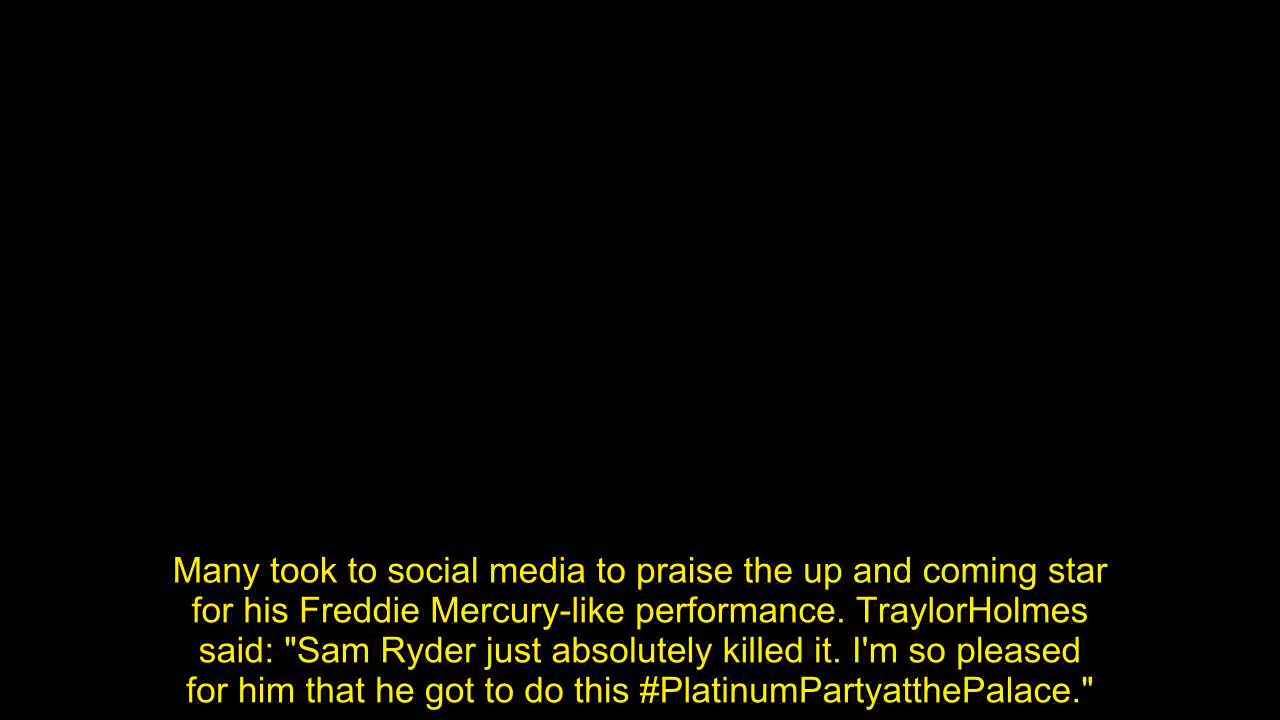 Many took to social media to praise the up and coming star
for his Freddie Mercury-like performance. TraylorHolmes
said: "Sam Ryder just absolutely killed it. I'm so pleased
for him that he got to do this #PlatinumPartyatthePalace."